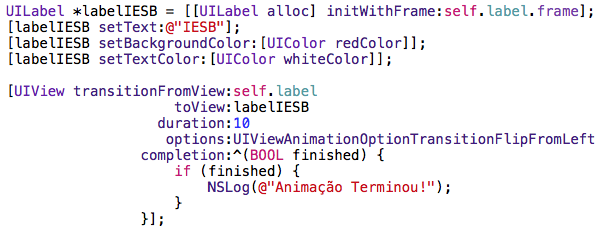 UILabel *labelIESB = [[UILabel alloc] initWithFrame:self.label.frame];
[labelIESB setText:@"IESB"];
[labelIESB setBackgroundColor:[UIColor redColor]];
[labelIESB setTextColor:[UIColor whiteColor]];
[UIView transitionFromView:self.label
toView:labelIESB
duration:10
options:UIViewAnimationOptionTransitionFlipFromLeft
completion:^(BOOL finished) {
if (finished) {
NSLog(@"Animação Terminou!");
}
}];